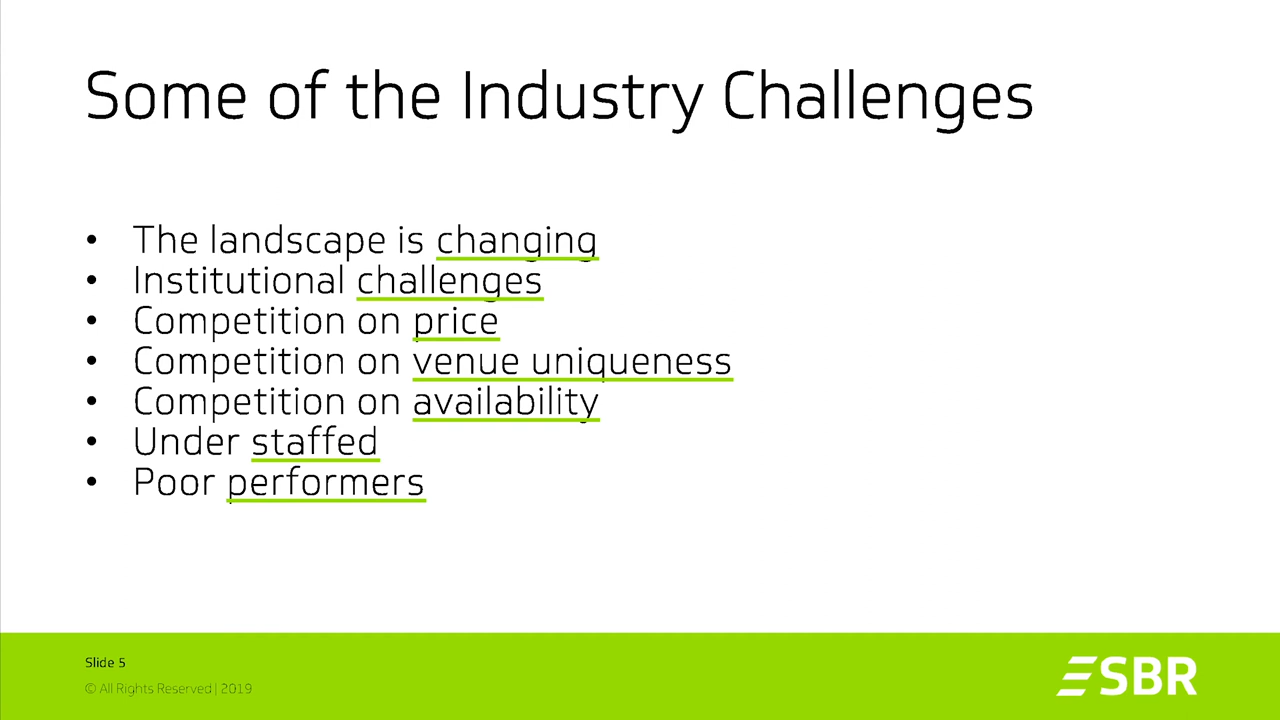 Some of the Industry Challenges
• The landscape is changing
• Institutional challenges
• Competition on price
• Competition on venue uniqueness
• Competition on availability
• Under staffed
• Poor performers
Slide 5
© All Rights Reserved | 2019
SBR